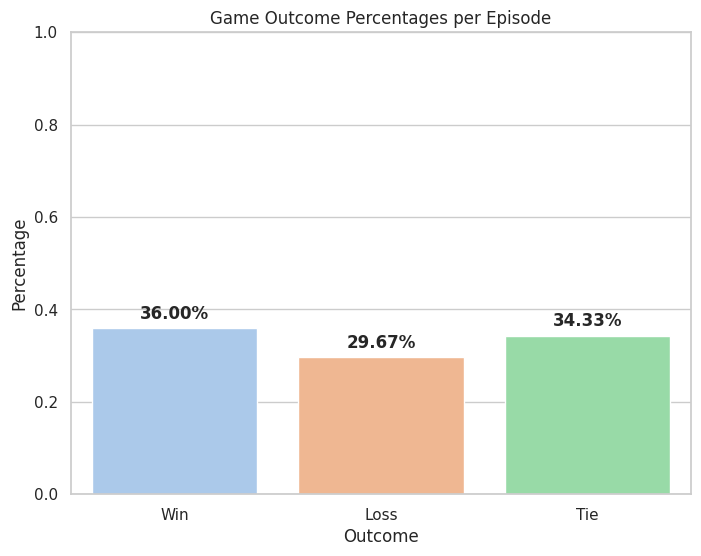 Game Outcome Percentages per Episode
1.0
0.8
0.6
0.4
0.2
0.0
Percentage
36.00%
29.67%
34.33%
Win
Loss
Tie
Outcome